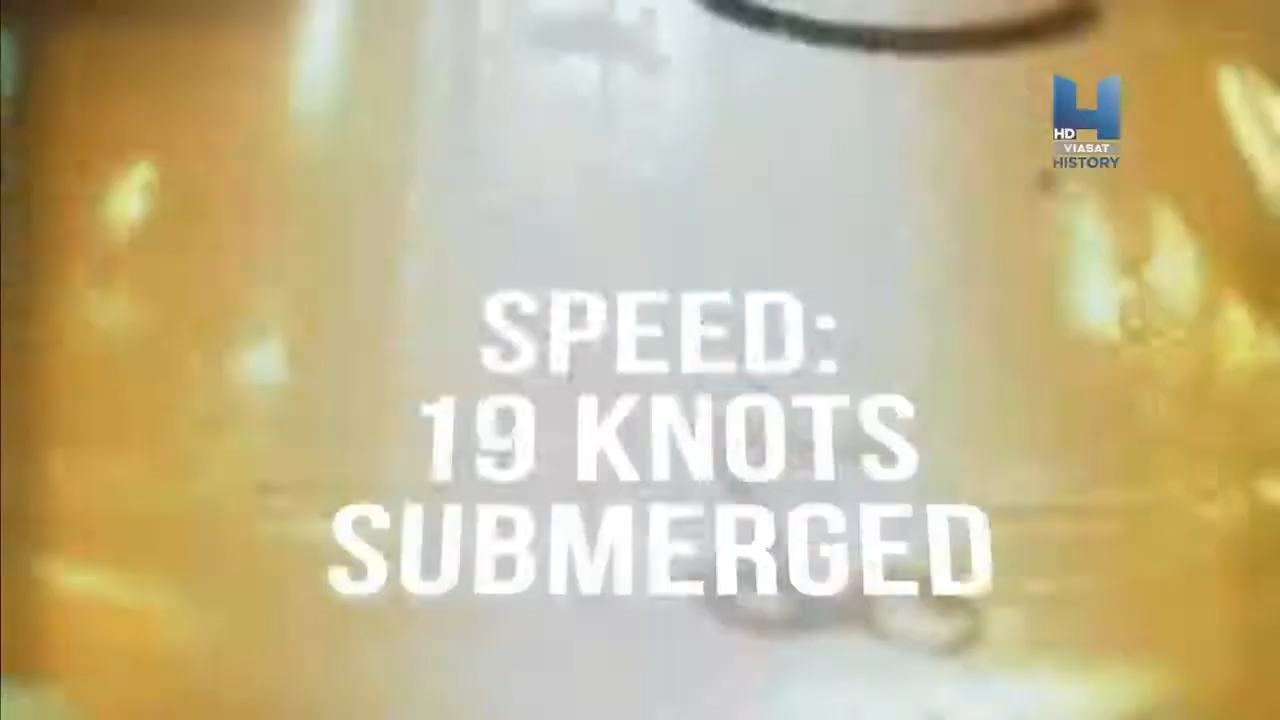 HD
VIASAT
HISTORY
SPEED:
19 KNOTS
SUBMERGED